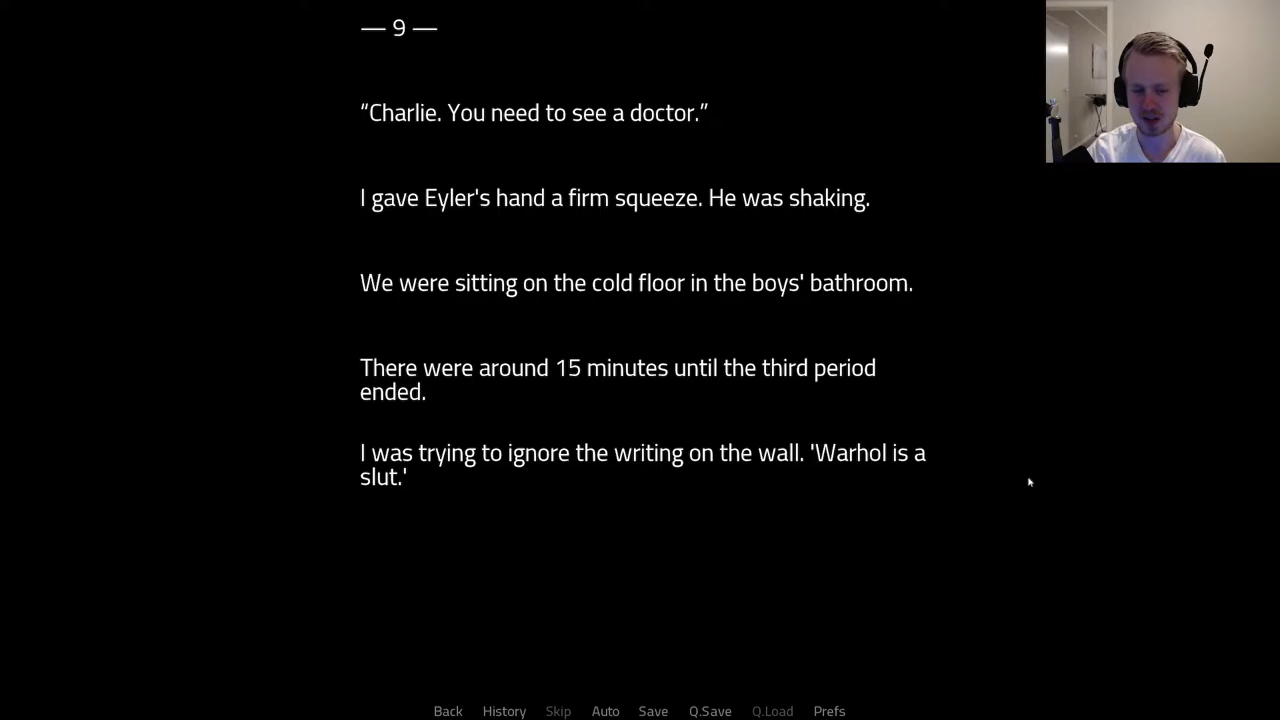 — 9 —
“Charlie. You need to see a doctor.”
I gave Eyler's hand a firm squeeze. He was shaking.
We were sitting on the cold floor in the boys' bathroom.
There were around 15 minutes until the third period
ended.
I was trying to ignore the writing on the wall. 'Warhol is a
slut.'
Back History Skip Auto Save Q.Save Q.Load Prefs